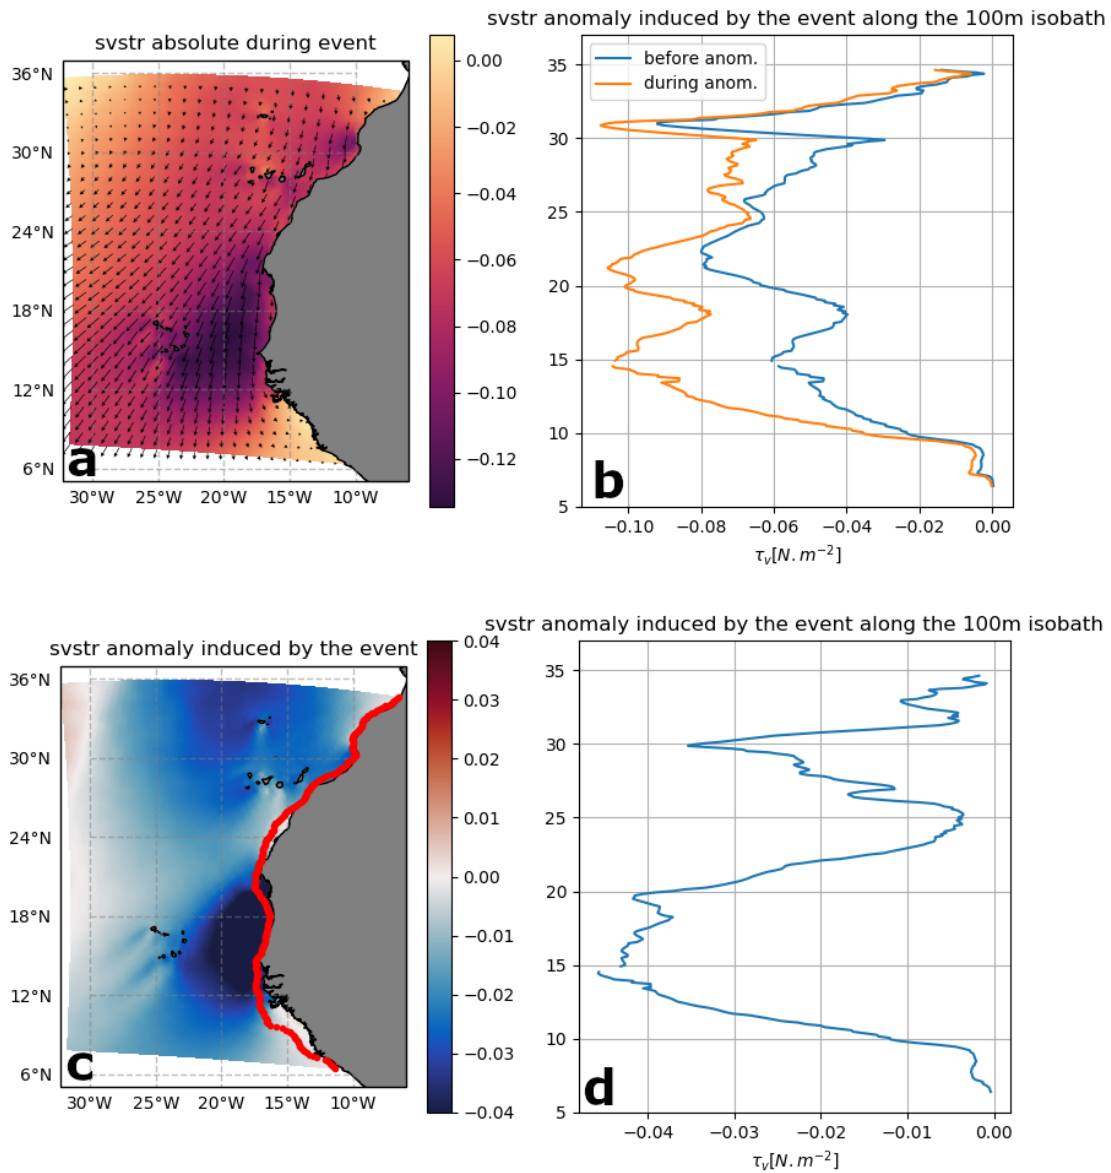 svstr absolute during event
36°N
30°N
24°N
18°N
12°N
6°N
30°W
25°W
20°W
15°W
10°W
a
0.00
−0.02
−0.04
−0.06
−0.08
−0.10
−0.12
svstr anomaly induced by the event along the 100m isobath
before anom.
during anom.
35
30
25
20
15
10
5
−0.10
−0.08
−0.06
−0.04
−0.02
0.00
τᵥ[N.m⁻²]
b
svstr anomaly induced by the event
36°N
30°N
24°N
18°N
12°N
6°N
30°W
25°W
20°W
15°W
10°W
c
0.04
0.03
0.02
0.01
0.00
−0.01
−0.02
−0.03
−0.04
svstr anomaly induced by the event along the 100m isobath
35
30
25
20
15
10
5
−0.04
−0.03
−0.02
−0.01
0.00
τᵥ[N.m⁻²]
d